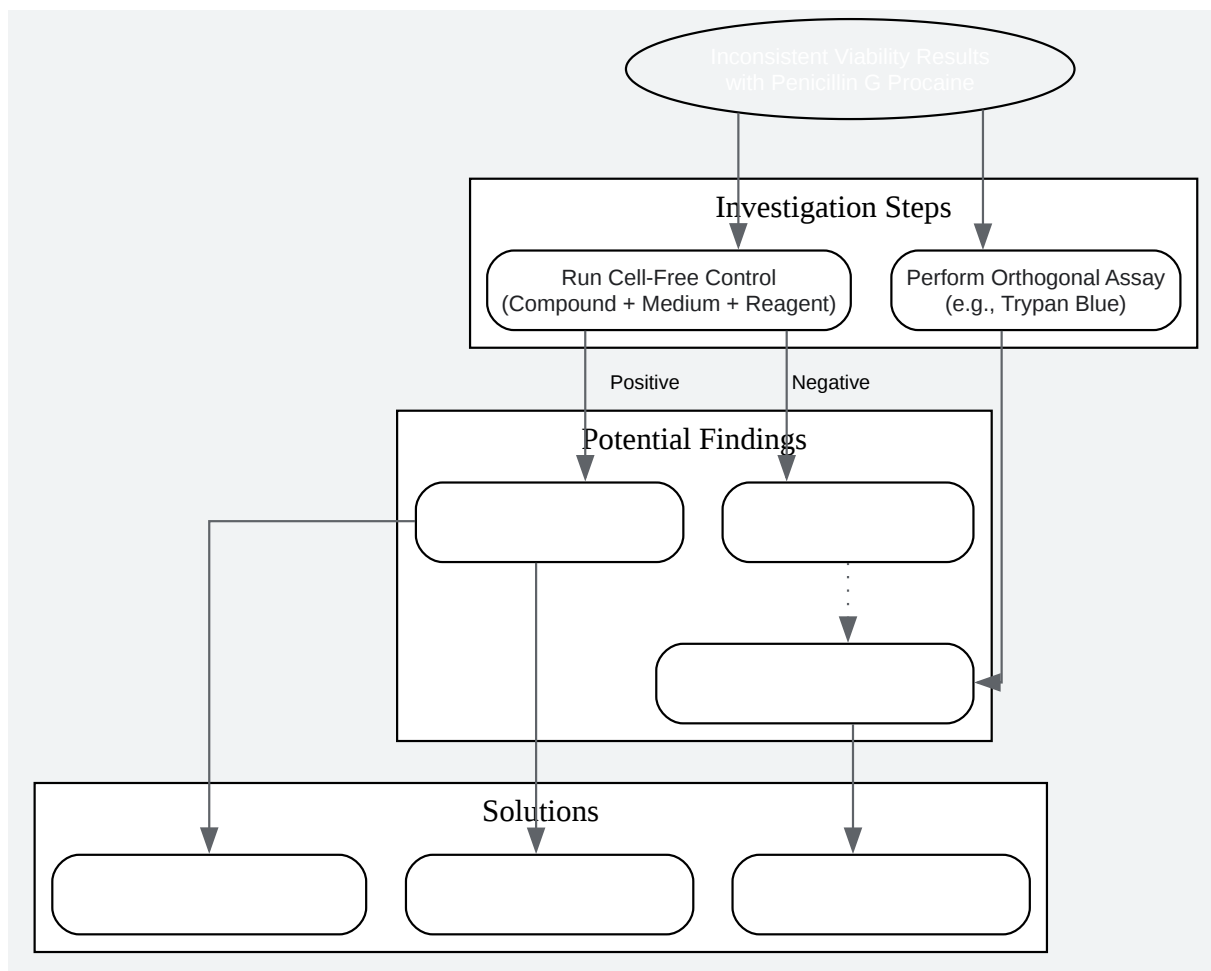 Inconsistent Viability Results
with Penicillin G Procaine
Investigation Steps
Run Cell-Free Control
(Compound + Medium + Reagent)
Perform Orthogonal Assay
(e.g., Trypan Blue)
Positive
Negative
Potential Findings
Solutions